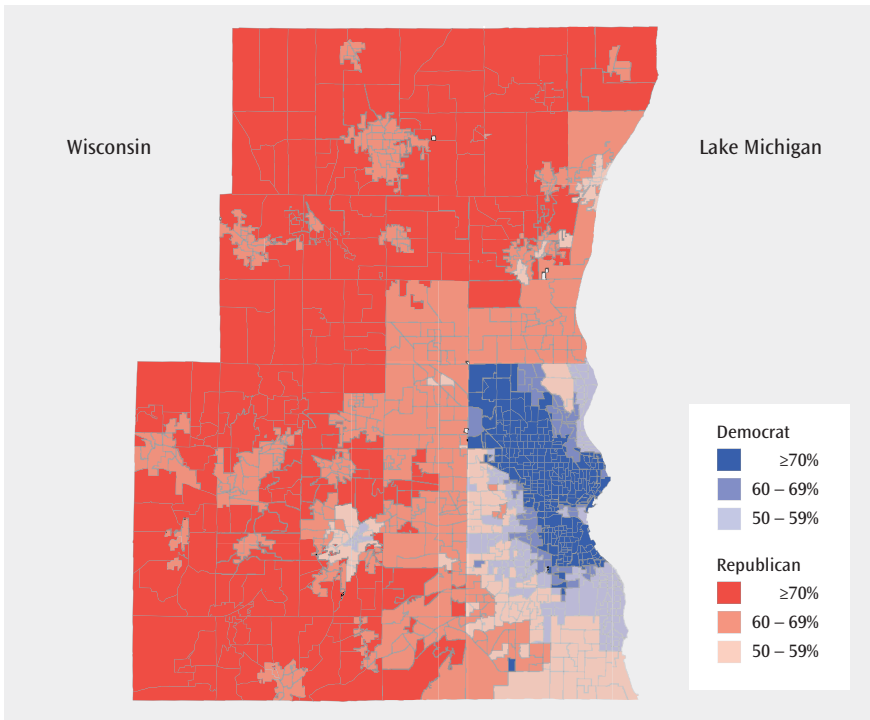 Wisconsin
Lake Michigan
Democrat
≥70%
60 – 69%
50 – 59%
Republican
≥70%
60 – 69%
50 – 59%